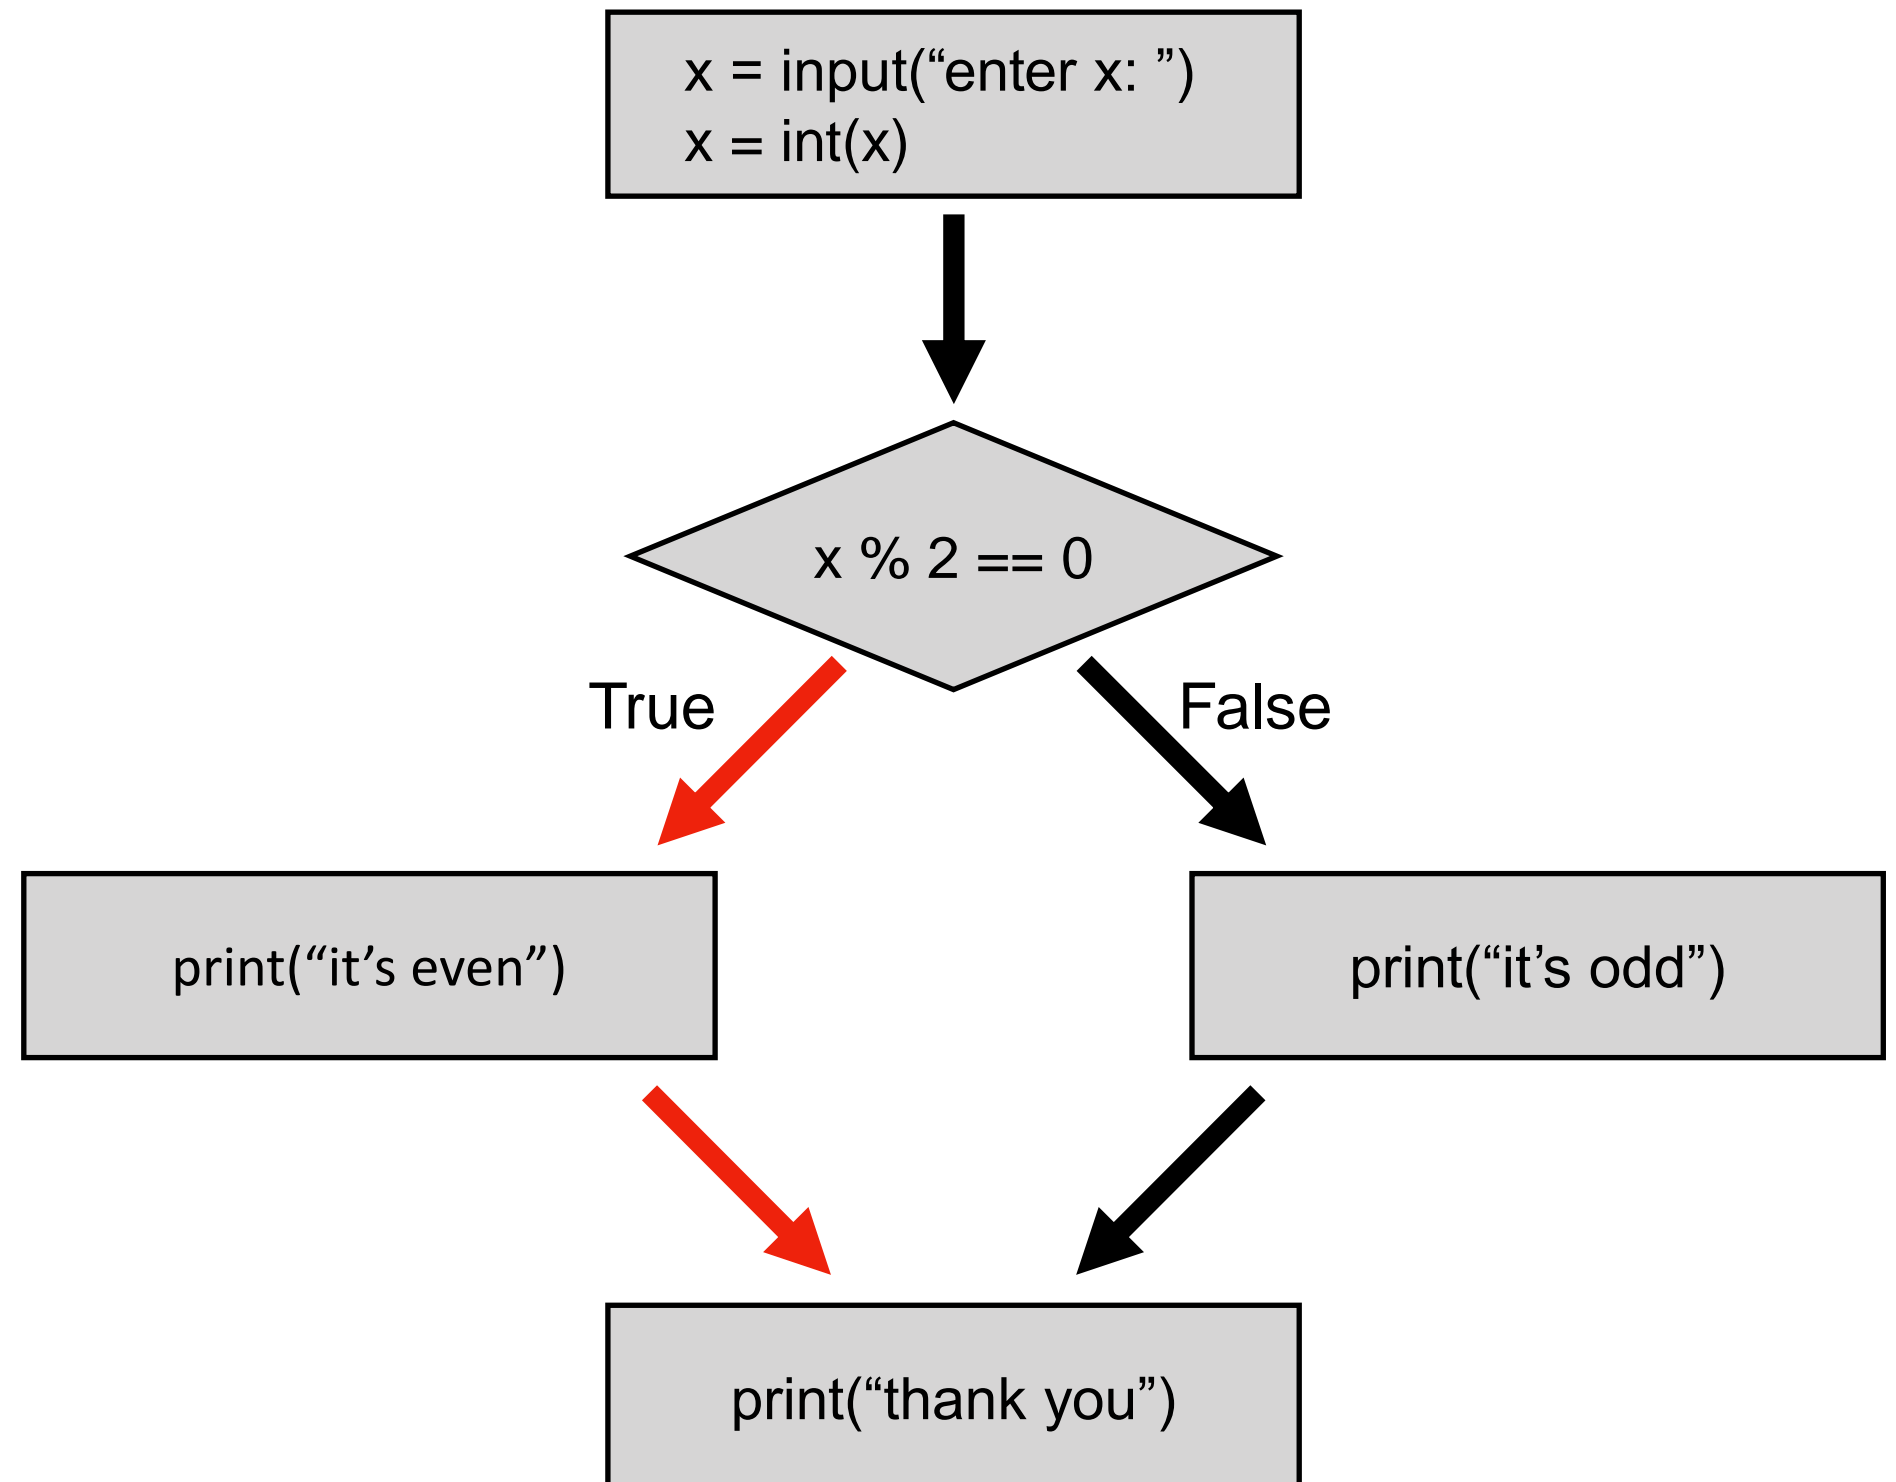 x = input(“enter x: ”)
x = int(x)
x % 2 == 0
True
False
print(“it’s even”)
print(“it’s odd”)
print(“thank you”)